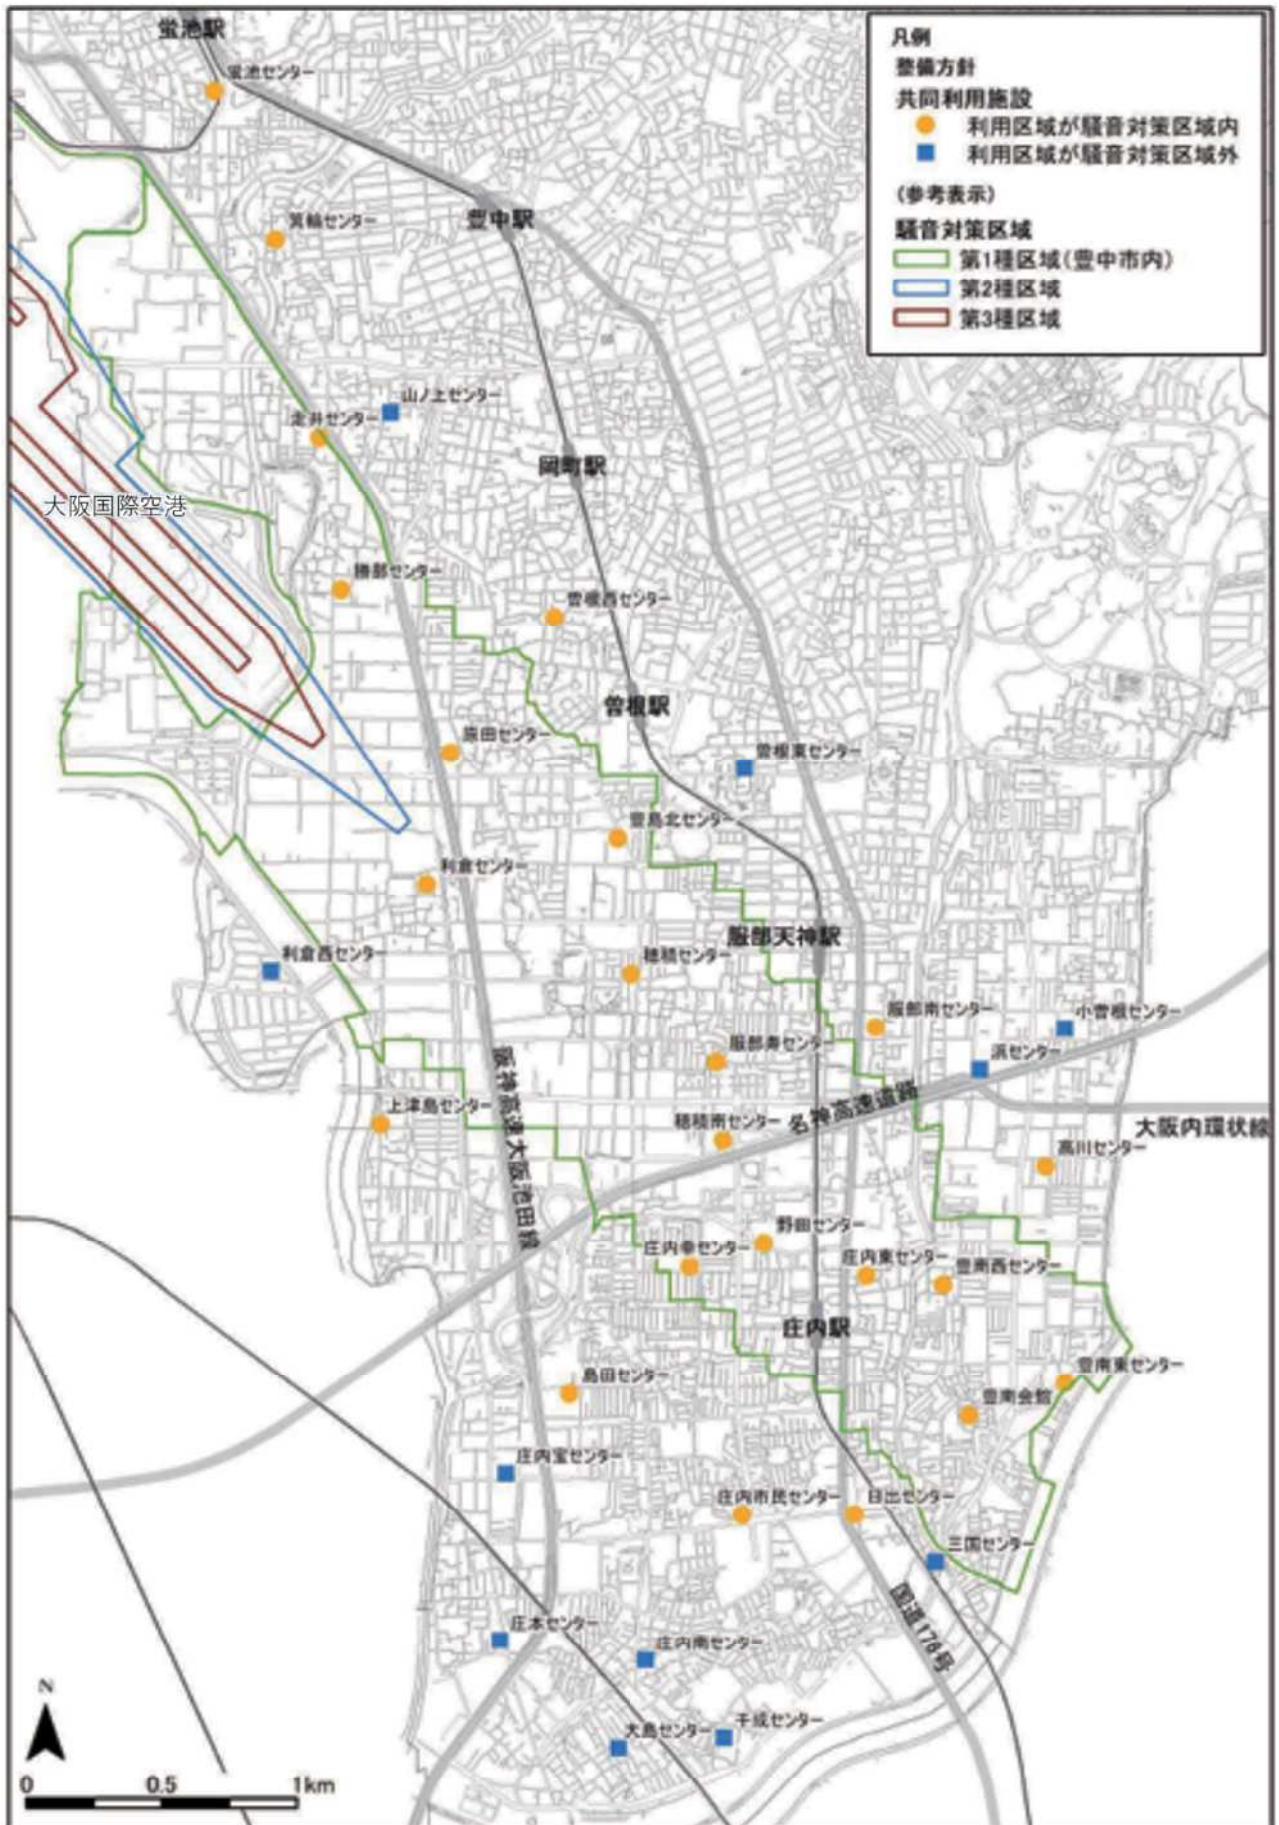 蛍池駅
蛍池センター
凡例
整備方針
共同利用施設
利用区域が騒音対策区域内
利用区域が騒音対策区域外
(参考表示)
騒音対策区域
第1種区域(豊中市内)
第2種区域
第3種区域
箕輪センター
豊中駅
山ノ上センター
走井センター
岡町駅
大阪国際空港
勝部センター
曽根西センター
曽根駅
原田センター
曽根東センター
豊島北センター
利倉センター
服部天神駅
利倉西センター
穂積センター
服部南センター
小曽根センター
服部寿センター
浜センター
阪神高速大阪池田線
上津島センター
穂積南センター
名神高速道路
大阪内環状線
高川センター
野田センター
庄内幸センター
庄内東センター
豊南西センター
庄内駅
島田センター
豊南東センター
豊南会館
庄内宝センター
庄内市民センター
日出センター
三国センター
国道176号
庄本センター
庄内南センター
大島センター
千成センター
N
0 0.5 1km